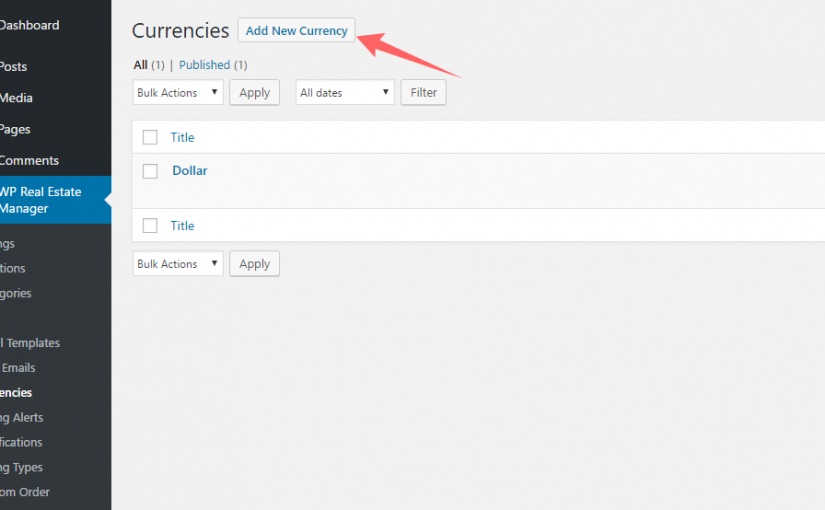 Dashboard
Posts
Media
Pages
Comments
WP Real Estate
Manager
ngs
tions
gories
l Templates
Emails
encies
ng Alerts
fications
ng Types
om Order
Currencies Add New Currency
All (1) | Published (1)
Bulk Actions Apply All dates Filter
Title
Dollar
Title
Bulk Actions Apply